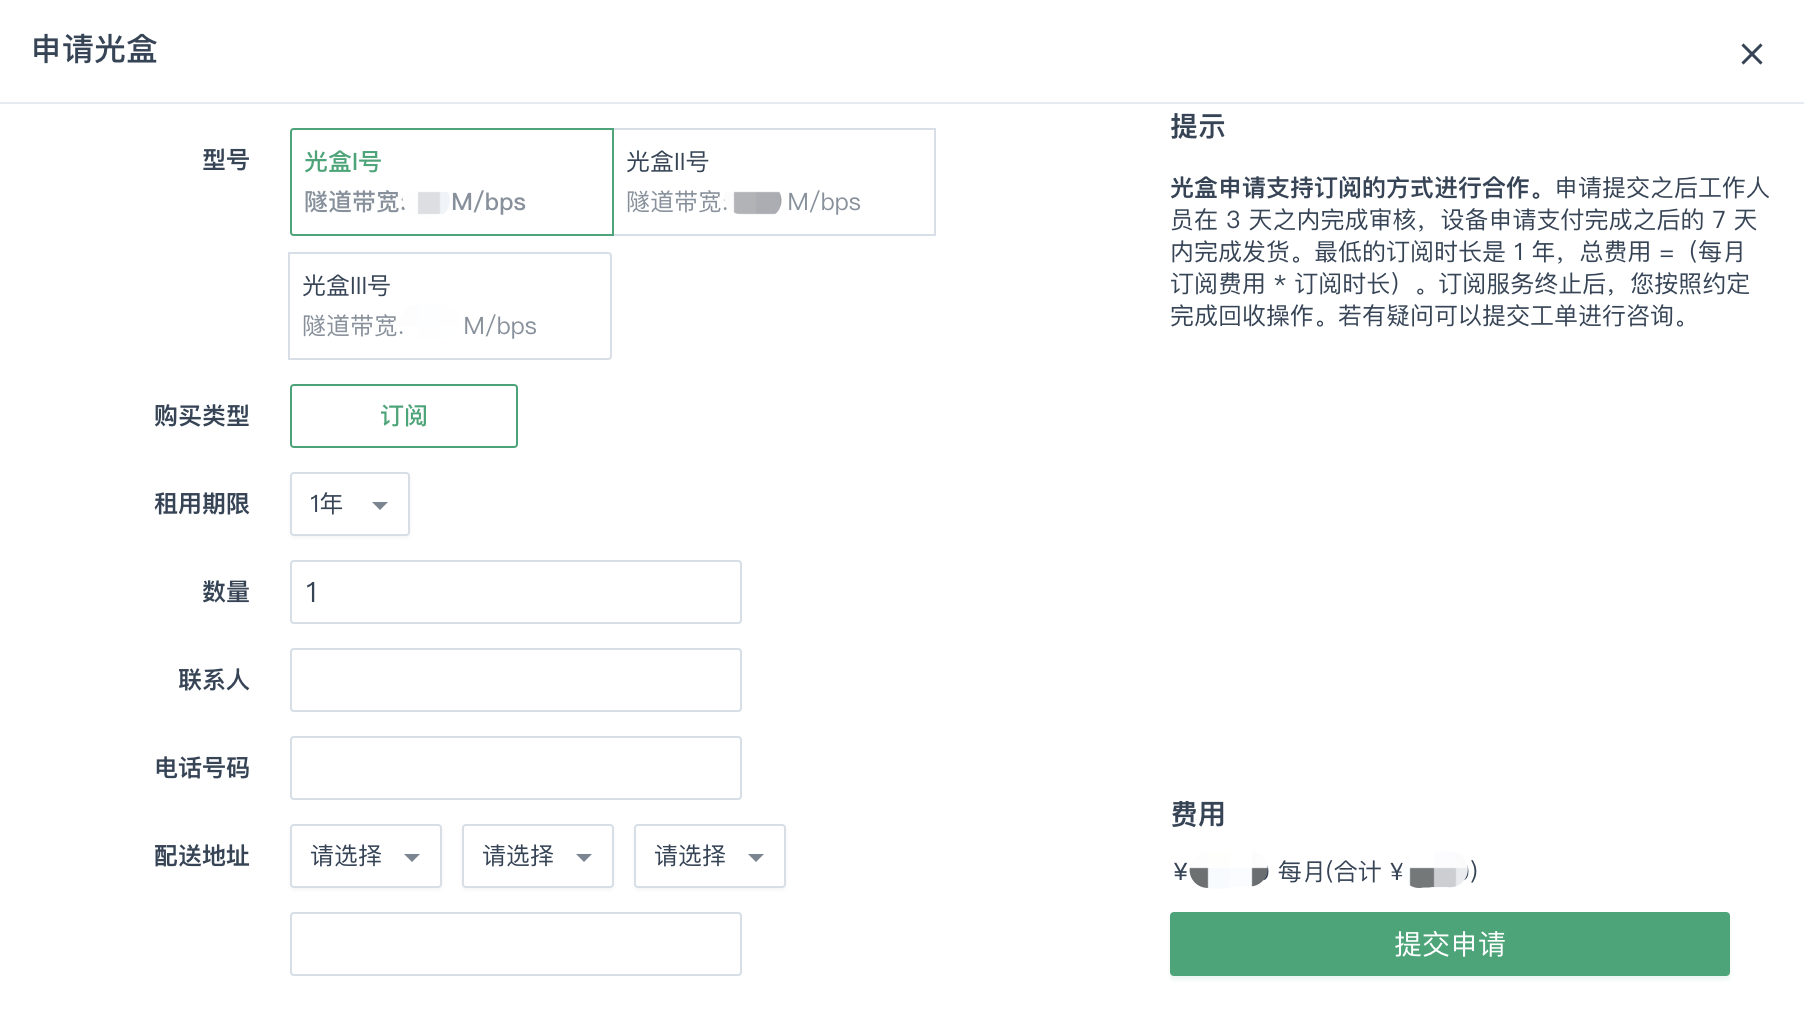 申请光盒
型号
光盒I号
隧道带宽: M/bps
光盒II号
隧道带宽: M/bps
光盒III号
隧道带宽: M/bps
购买类型
订阅
租用期限
1年
数量
1
联系人
电话号码
配送地址
请选择
请选择
请选择
提示
光盒申请支持订阅的方式进行合作。申请提交之后工作人
员在 3 天之内完成审核，设备申请支付完成之后的 7 天
内完成发货。最低的订阅时长是 1 年，总费用 =（每月
订阅费用 * 订阅时长）。订阅服务终止后，您按照约定
完成回收操作。若有疑问可以提交工单进行咨询。
费用
¥ 每月(合计 ¥ )
提交申请